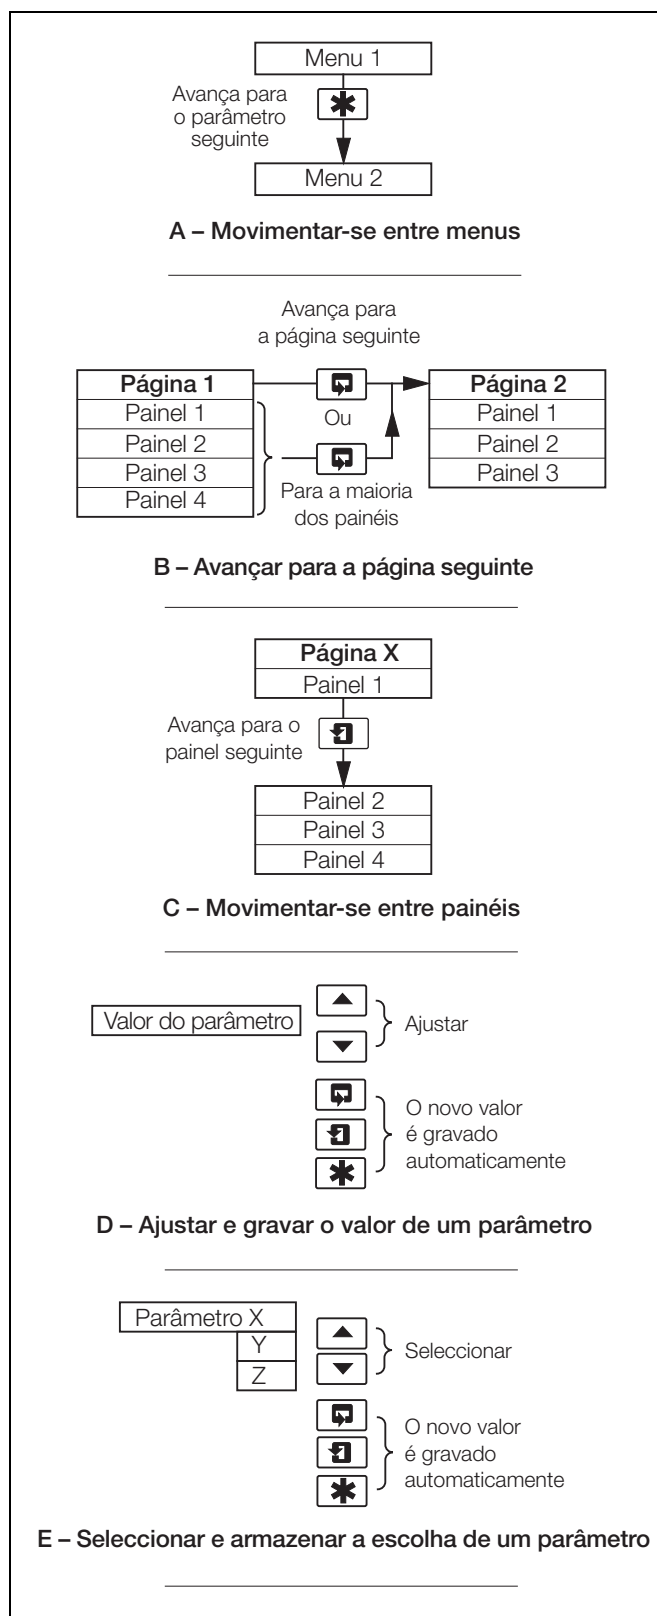 Menu 1
Avança para
o parâmetro
seguinte
Menu 2
A – Movimentar-se entre menus
Avança para
a página seguinte
Página 1
Painel 1
Painel 2
Painel 3
Painel 4
Ou
Para a maioria
dos painéis
Página 2
Painel 1
Painel 2
Painel 3
B – Avançar para a página seguinte
Página X
Painel 1
Avança para o
painel seguinte
Painel 2
Painel 3
Painel 4
C – Movimentar-se entre painéis
Valor do parâmetro
Ajustar
O novo valor
é gravado
automaticamente
D – Ajustar e gravar o valor de um parâmetro
Parâmetro X
Y
Z
Seleccionar
O novo valor
é gravado
automaticamente
E – Seleccionar e armazenar a escolha de um parâmetro